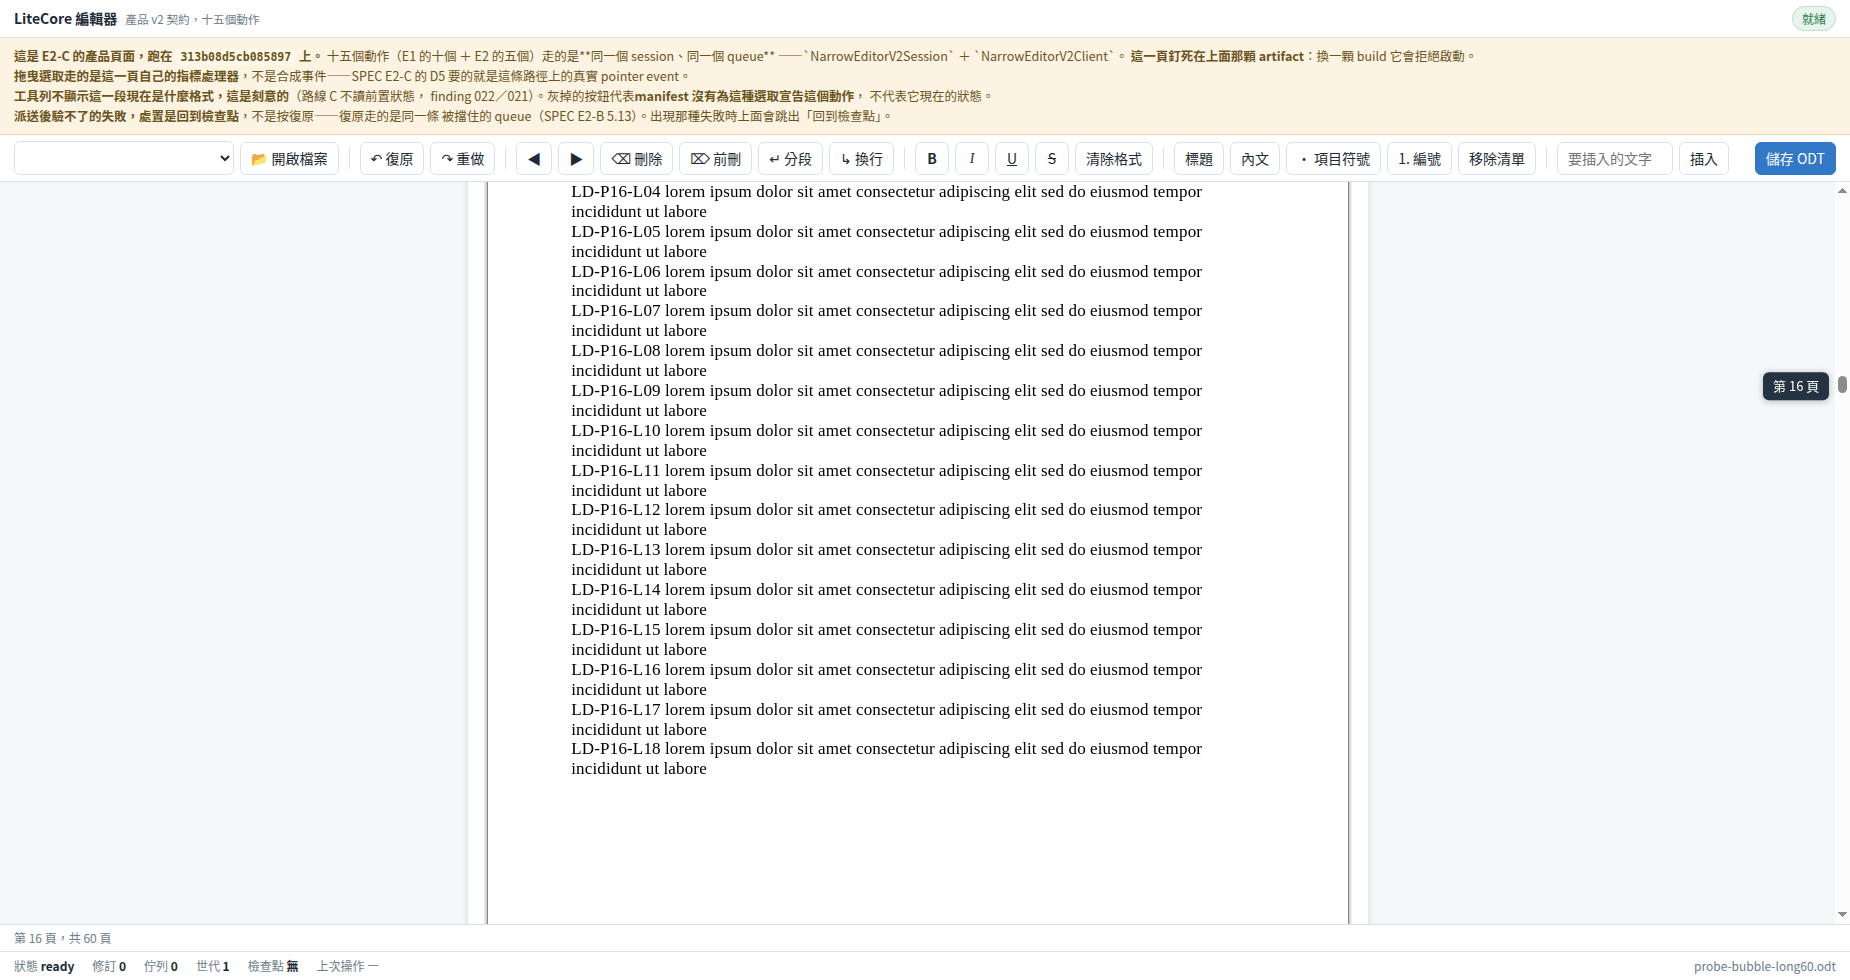 LiteCore 編輯器 產品 v2 契約，十五個動作
就緒
這是 E2-C 的產品頁面，跑在 313b08d5cb085897 上。 十五個動作（E1 的十個 ＋ E2 的五個）走的是**同一個 session、同一個 queue** ——`NarrowEditorV2Session` ＋ `NarrowEditorV2Client`。 這一頁釘死在上面那顆 artifact：換一顆 build 它會拒絕啟動。
拖曳選取走的是這一頁自己的指標處理器，不是合成事件——SPEC E2-C 的 D5 要的就是這條路徑上的真實 pointer event。
工具列不顯示這一段現在是什麼格式，這是刻意的（路線 C 不讀前置狀態， finding 022／021）。灰掉的按鈕代表manifest 沒有為這種選取宣告這個動作， 不代表它現在的狀態。
派送後驗不了的失敗，處置是回到檢查點，不是按復原——復原走的是同一條 被擋住的 queue（SPEC E2-B 5.13）。出現那種失敗時上面會跳出「回到檢查點」。
📂 開啟檔案 ↶ 復原 ↷ 重做 ◀ ▶ ⌫ 刪除 ⌦ 前刪 ↵ 分段 ↳ 換行 B I U S 清除格式 標題 內文 • 項目符號 1. 編號 移除清單 要插入的文字 插入 儲存 ODT
LD-P16-L04 lorem ipsum dolor sit amet consectetur adipiscing elit sed do eiusmod tempor
incididunt ut labore
LD-P16-L05 lorem ipsum dolor sit amet consectetur adipiscing elit sed do eiusmod tempor
incididunt ut labore
LD-P16-L06 lorem ipsum dolor sit amet consectetur adipiscing elit sed do eiusmod tempor
incididunt ut labore
LD-P16-L07 lorem ipsum dolor sit amet consectetur adipiscing elit sed do eiusmod tempor
incididunt ut labore
LD-P16-L08 lorem ipsum dolor sit amet consectetur adipiscing elit sed do eiusmod tempor
incididunt ut labore
LD-P16-L09 lorem ipsum dolor sit amet consectetur adipiscing elit sed do eiusmod tempor
incididunt ut labore
LD-P16-L10 lorem ipsum dolor sit amet consectetur adipiscing elit sed do eiusmod tempor
incididunt ut labore
LD-P16-L11 lorem ipsum dolor sit amet consectetur adipiscing elit sed do eiusmod tempor
incididunt ut labore
LD-P16-L12 lorem ipsum dolor sit amet consectetur adipiscing elit sed do eiusmod tempor
incididunt ut labore
LD-P16-L13 lorem ipsum dolor sit amet consectetur adipiscing elit sed do eiusmod tempor
incididunt ut labore
LD-P16-L14 lorem ipsum dolor sit amet consectetur adipiscing elit sed do eiusmod tempor
incididunt ut labore
LD-P16-L15 lorem ipsum dolor sit amet consectetur adipiscing elit sed do eiusmod tempor
incididunt ut labore
LD-P16-L16 lorem ipsum dolor sit amet consectetur adipiscing elit sed do eiusmod tempor
incididunt ut labore
LD-P16-L17 lorem ipsum dolor sit amet consectetur adipiscing elit sed do eiusmod tempor
incididunt ut labore
LD-P16-L18 lorem ipsum dolor sit amet consectetur adipiscing elit sed do eiusmod tempor
incididunt ut labore
第 16 頁
第 16 頁，共 60 頁
狀態 ready 修訂 0 佇列 0 世代 1 檢查點 無 上次操作 —
probe-bubble-long60.odt